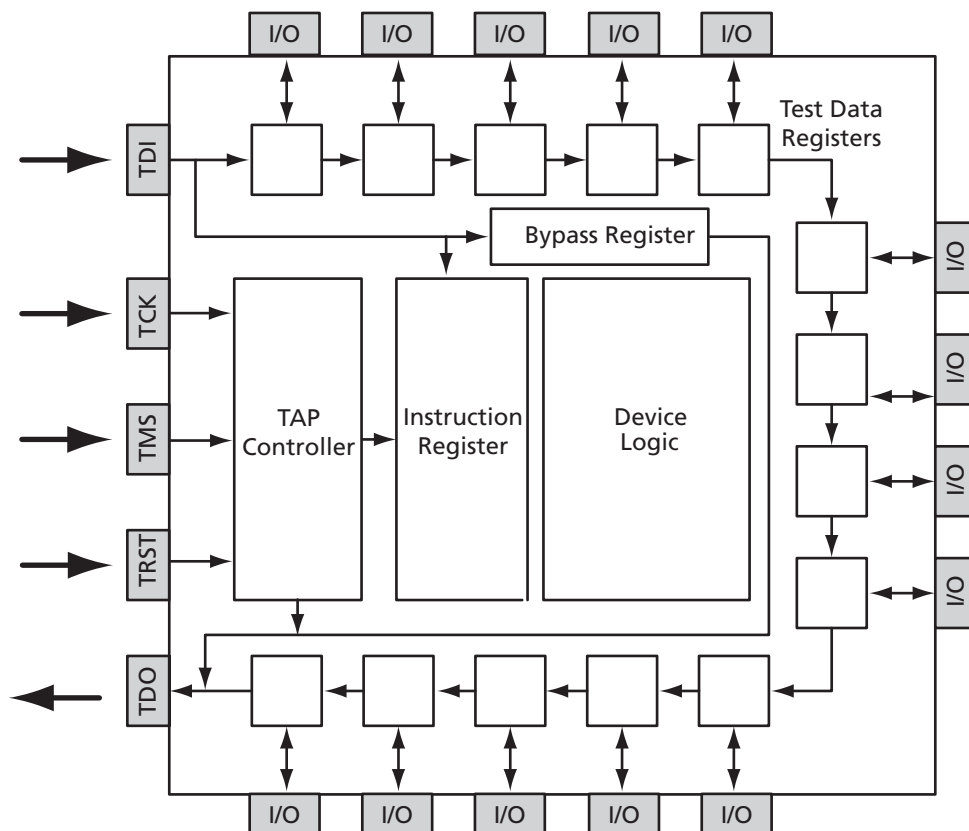 I/O I/O I/O I/O I/O
Test Data
Registers
TDI
Bypass Register
I/O
TCK
I/O
TAP
Controller
Instruction
Register
Device
Logic
TMS
I/O
TRST
I/O
TDO
I/O I/O I/O I/O I/O